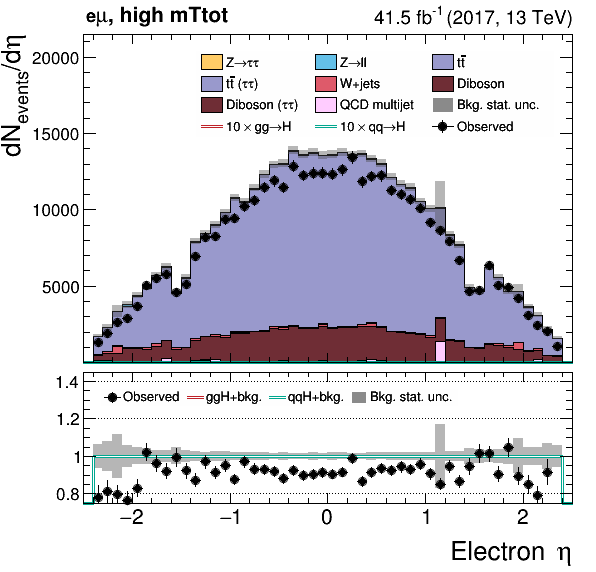 eμ, high mTtot 41.5 fb⁻¹ (2017, 13 TeV)
dN_events/dη
20000
15000
10000
5000
Z→ττ Z→ll tt̄
tt̄ (ττ) W+jets Diboson
Diboson (ττ) QCD multijet Bkg. stat. unc.
10 × gg→H 10 × qq→H Observed
1.4
1.2
1
0.8
Observed ggH+bkg. qqH+bkg. Bkg. stat. unc.
−2 −1 0 1 2
Electron η